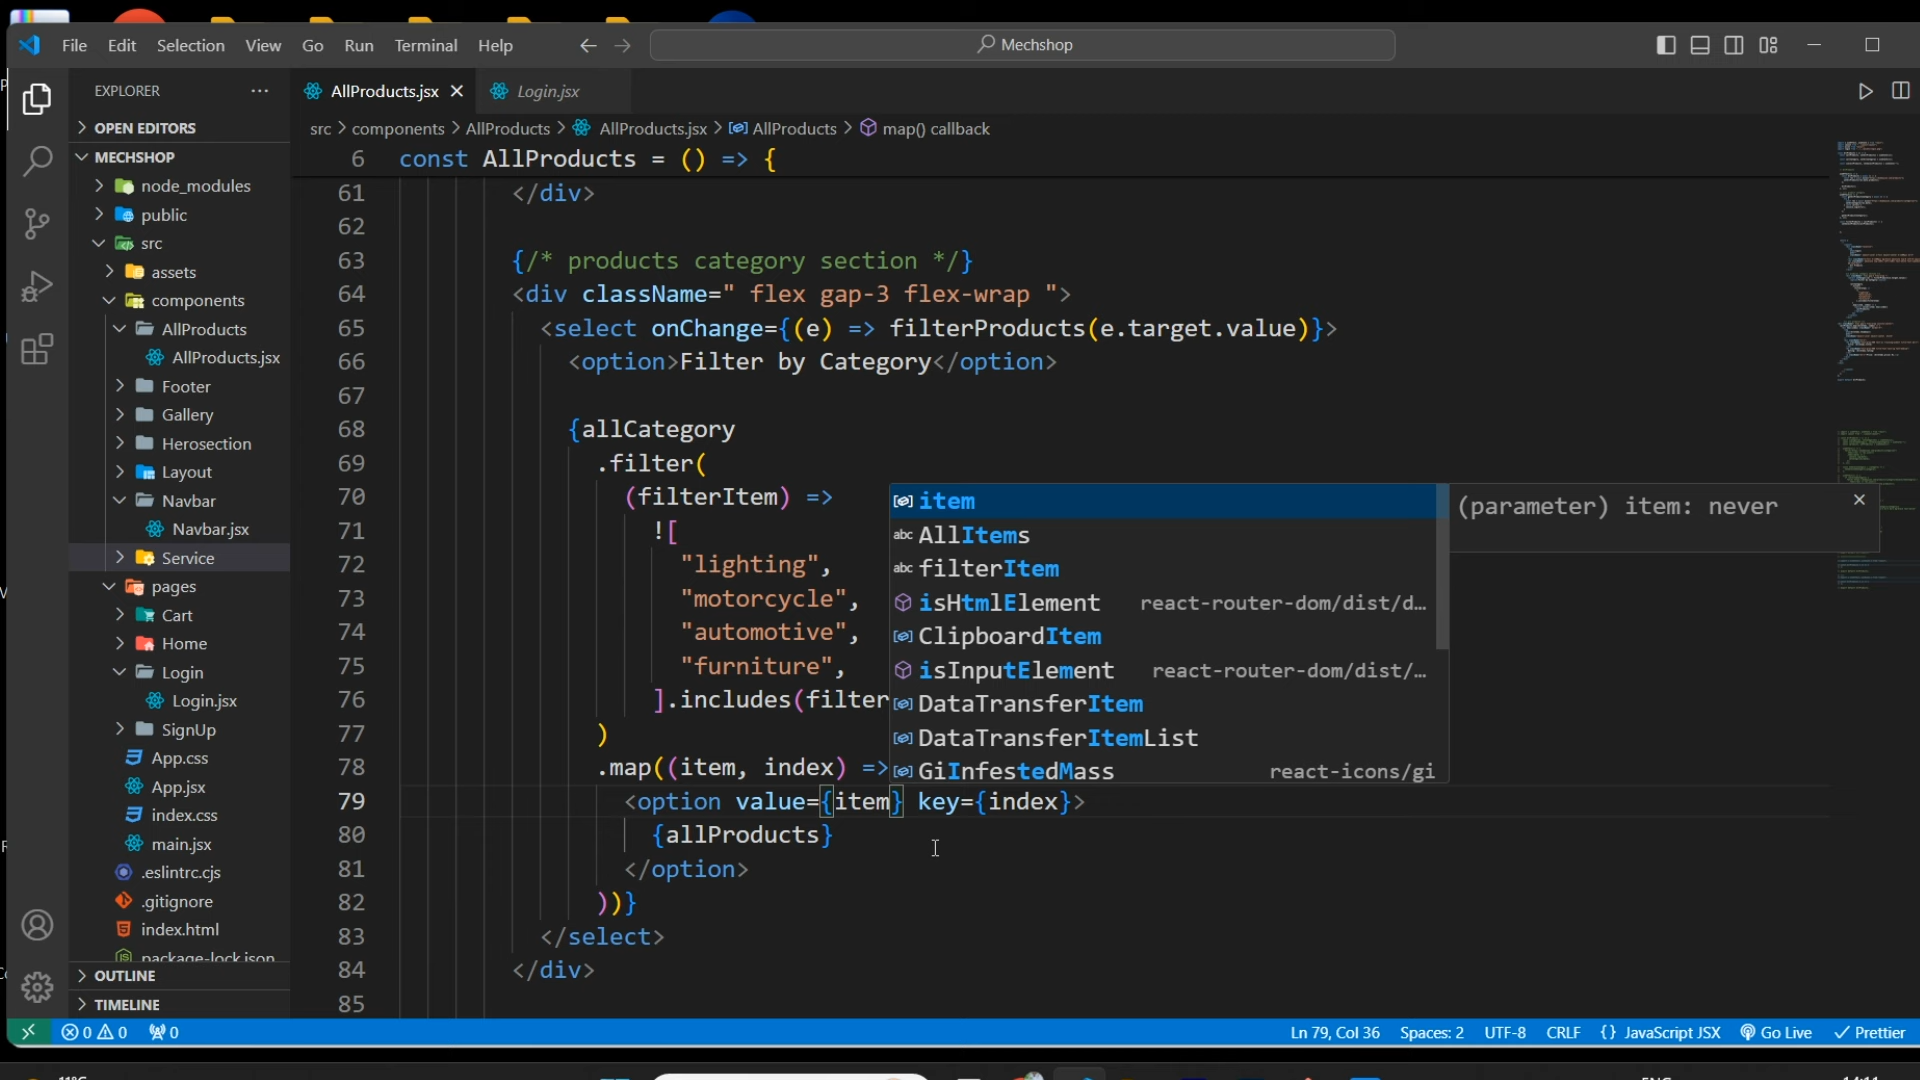 File Edit Selection View Go Run Terminal Help
Mechshop
EXPLORER
OPEN EDITORS
MECHSHOP
node_modules
public
src
assets
components
AllProducts
AllProducts.jsx
Footer
Gallery
Herosection
Layout
Navbar
Navbar.jsx
Service
pages
Cart
Home
Login
Login.jsx
SignUp
App.css
App.jsx
index.css
main.jsx
.eslintrc.cjs
.gitignore
index.html
package-lock.json
OUTLINE
TIMELINE
AllProducts.jsx Login.jsx
src > components > AllProducts > AllProducts.jsx > AllProducts > map() callback
6 const AllProducts = () => {
61 </div>
62
63 {/* products category section */}
64 <div className=" flex gap-3 flex-wrap ">
65 <select onChange={(e) => filterProducts(e.target.value)}>
66 <option>Filter by Category</option>
67
68 {allCategory
69 .filter(
70 (filterItem) =>
71 ![
72 "lighting",
73 "motorcycle",
74 "automotive",
75 "furniture",
76 ].includes(filter
77 )
78 .map((item, index) =>
79 <option value={item} key={index}>
80 {allProducts}
81 </option>
82 ))}
83 </select>
84 </div>
85
item
AllItems
filterItem
isHtmlElement react-router-dom/dist/d...
ClipboardItem
isInputElement react-router-dom/dist/...
DataTransferItem
DataTransferItemList
GiInfestedMass react-icons/gi
(parameter) item: never
0 0 0
Ln 79, Col 36 Spaces: 2 UTF-8 CRLF {} JavaScript JSX Go Live Prettier